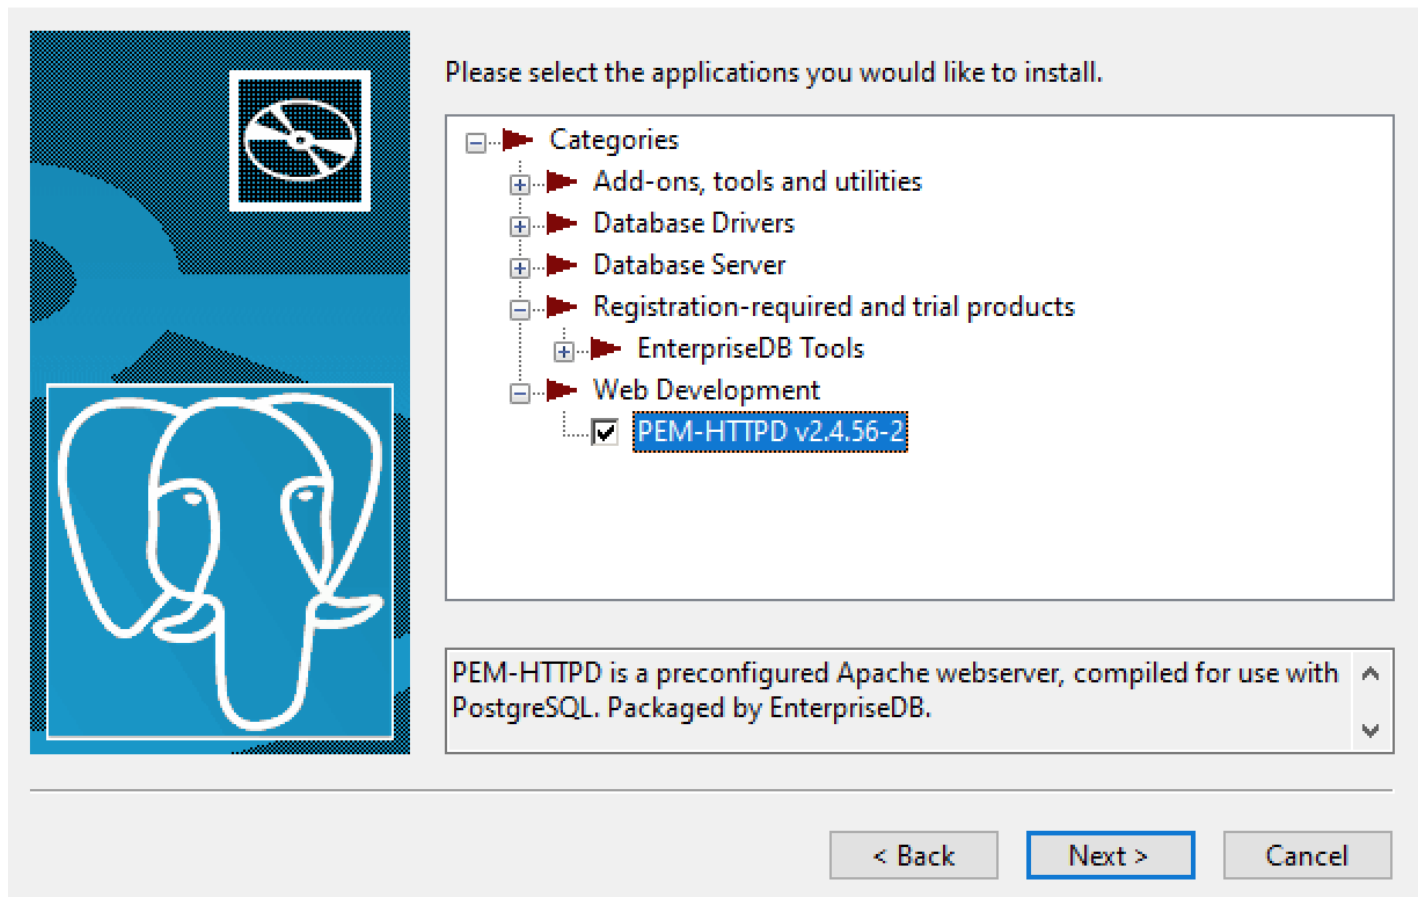 Please select the applications you would like to install.
Categories
Add-ons, tools and utilities
Database Drivers
Database Server
Registration-required and trial products
EnterpriseDB Tools
Web Development
PEM-HTTPD v2.4.56-2
PEM-HTTPD is a preconfigured Apache webserver, compiled for use with
PostgreSQL. Packaged by EnterpriseDB.
< Back
Next >
Cancel